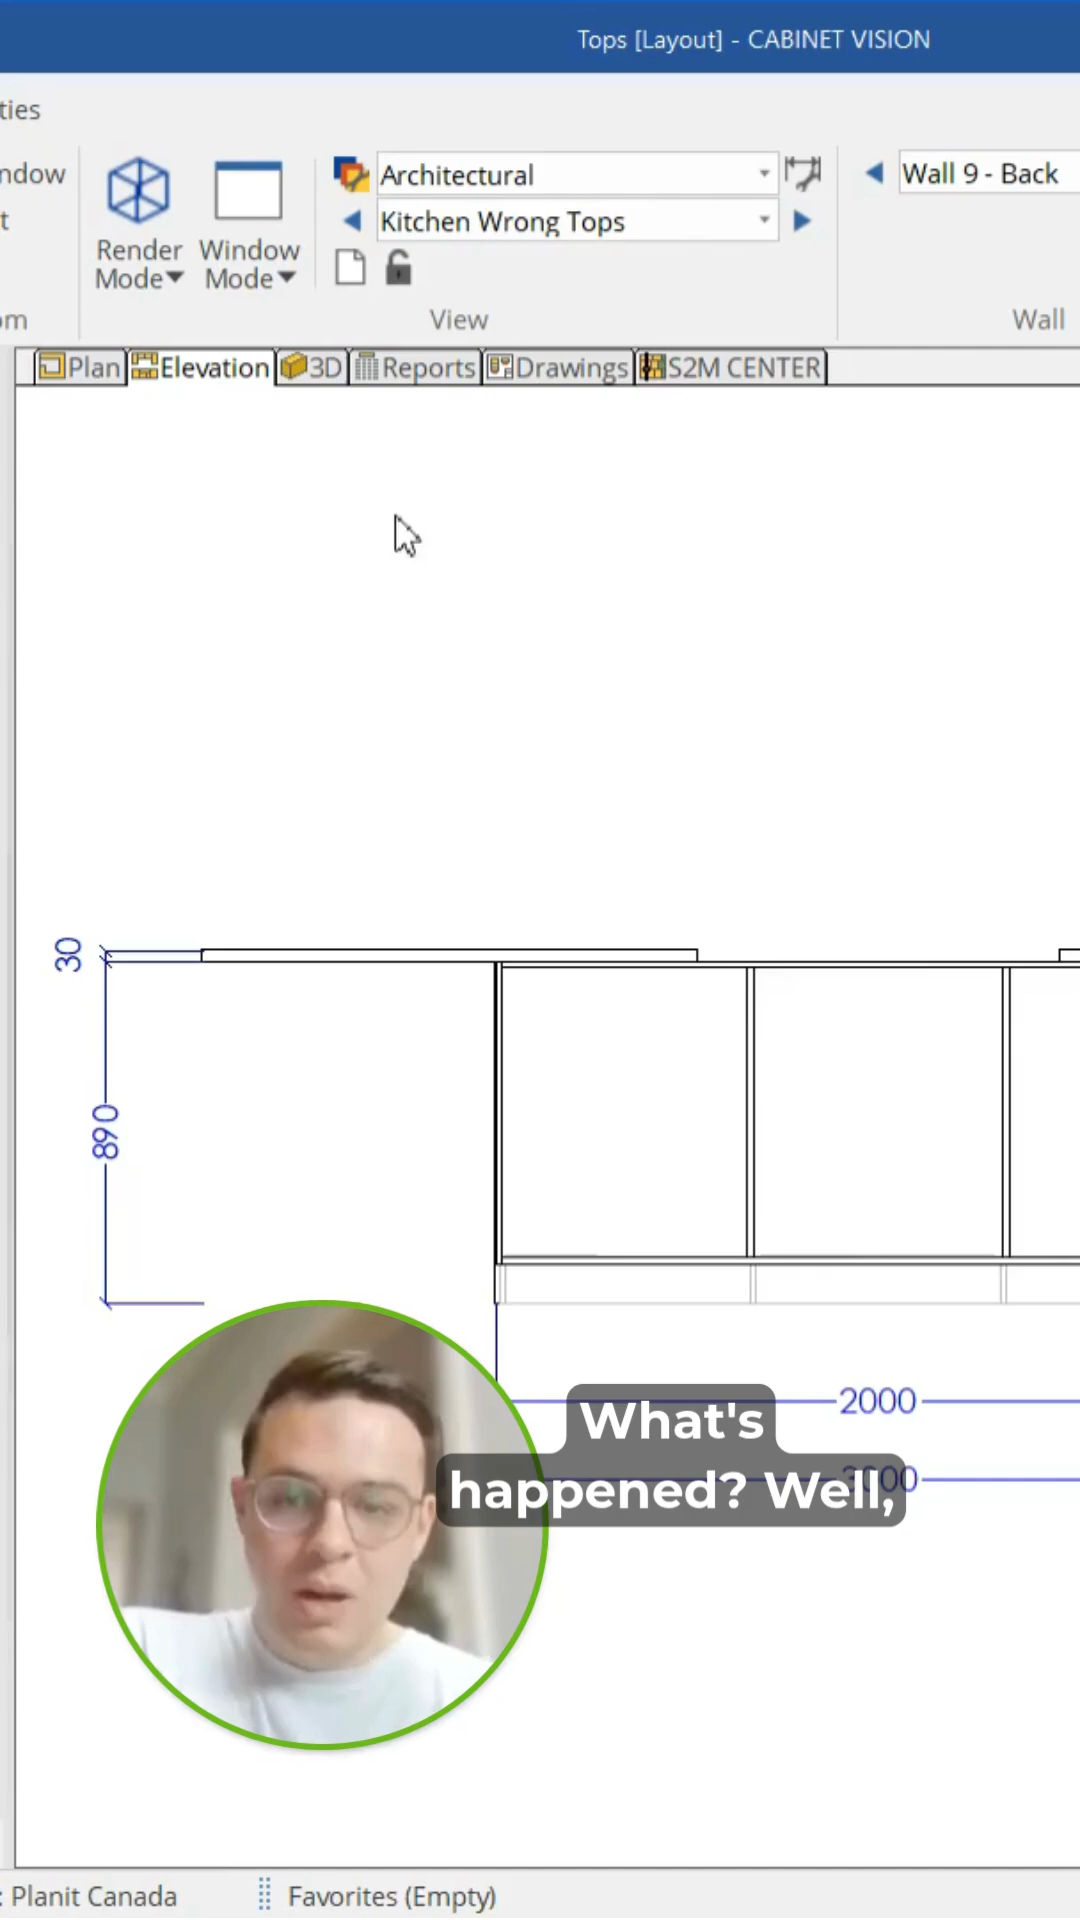 Tops [Layout] - CABINET VISION
ties
ndow
t
om
Render
Mode
Window
Mode
Architectural
Kitchen Wrong Tops
View
Wall 9 - Back
Wall
Plan
Elevation
3D
Reports
Drawings
S2M CENTER
30
890
2000
What's
happened? Well,
: Planit Canada
Favorites (Empty)